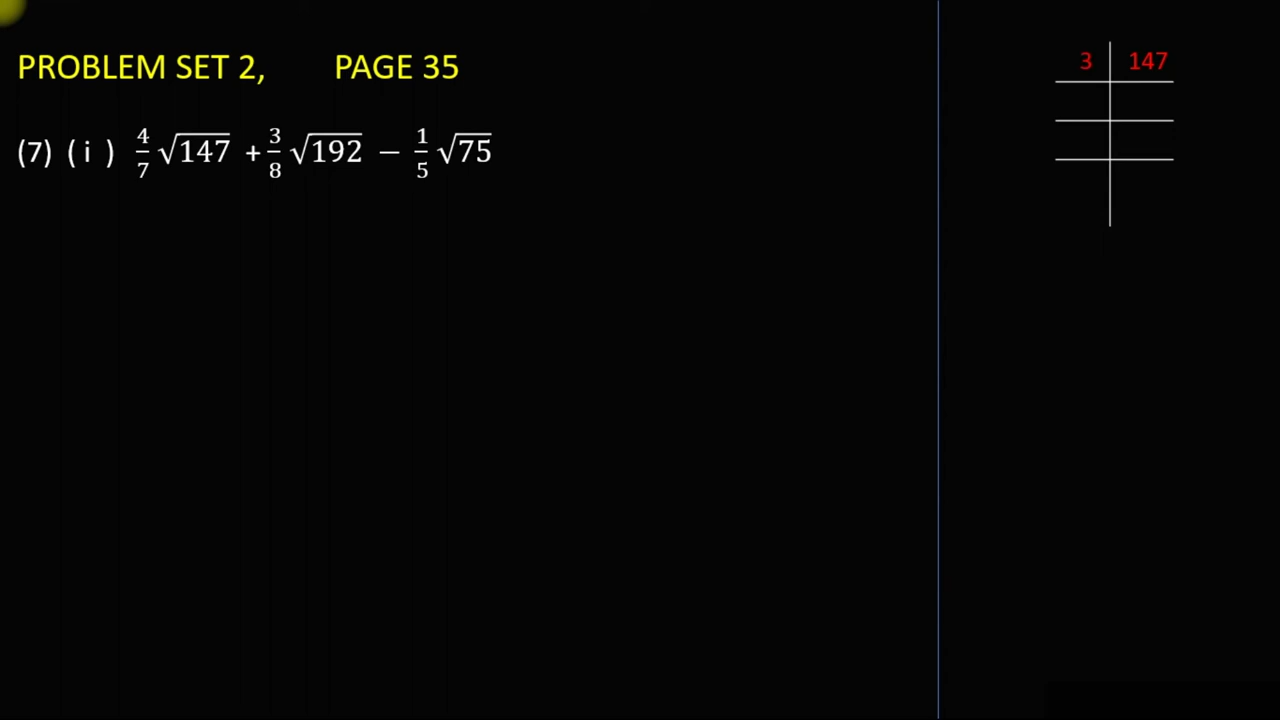 PROBLEM SET 2, PAGE 35
(7) ( i ) 4/7 √147 + 3/8 √192 − 1/5 √75
3 147